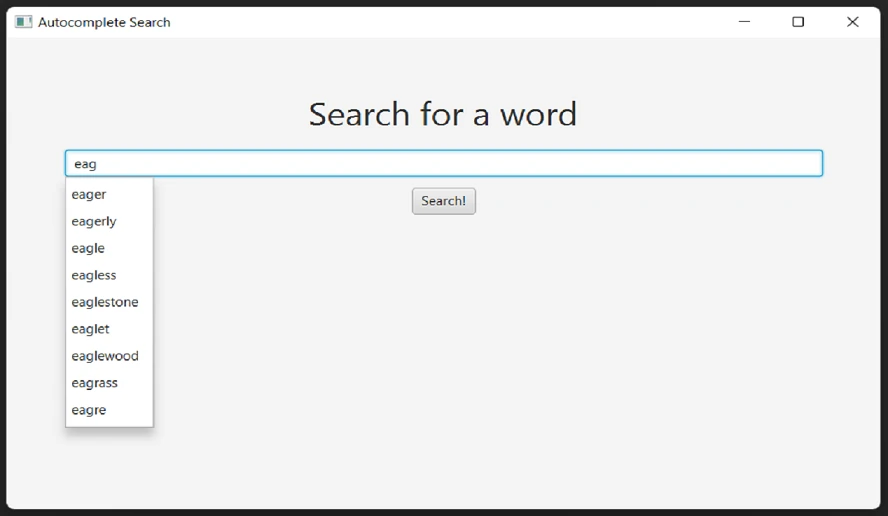 Autocomplete Search
Search for a word
eag
Search!
eager
eagerly
eagle
eagless
eaglestone
eaglet
eaglewood
eagrass
eagre